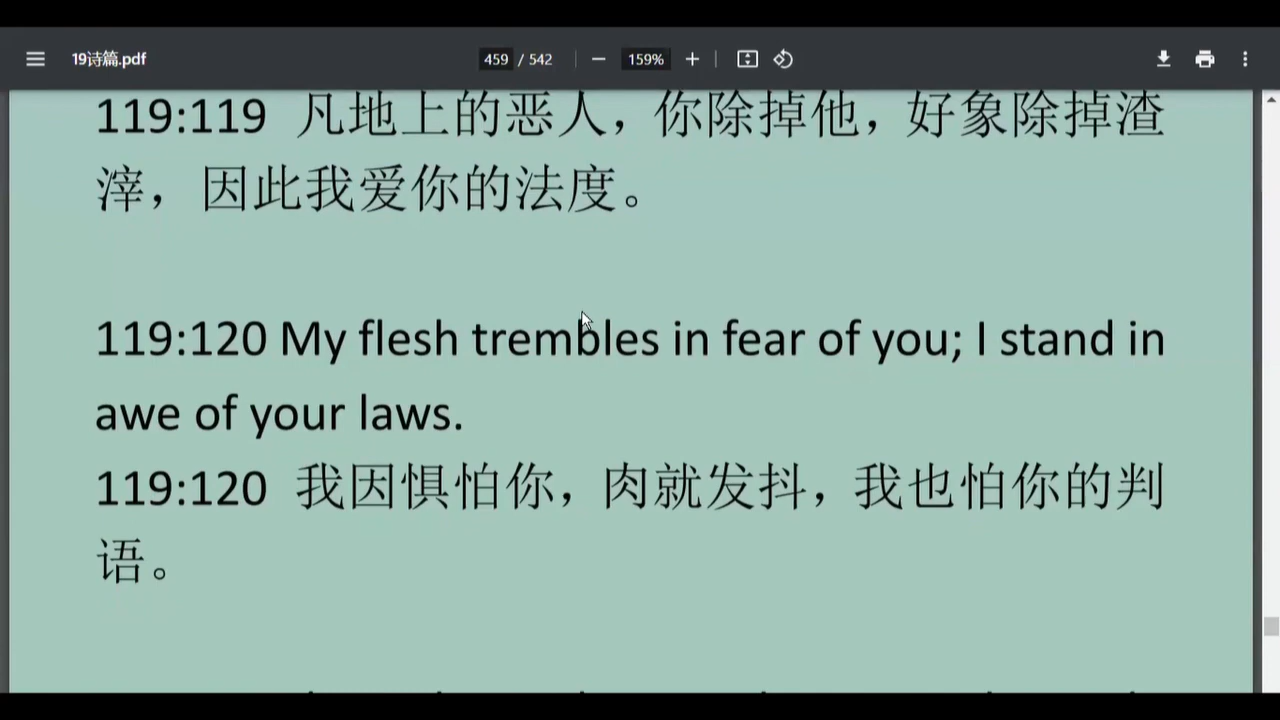 19诗篇.pdf
459 / 542
159%
119:119 凡地上的恶人，你除掉他，好象除掉渣
滓，因此我爱你的法度。
119:120 My flesh trembles in fear of you; I stand in
awe of your laws.
119:120 我因惧怕你，肉就发抖，我也怕你的判
语。